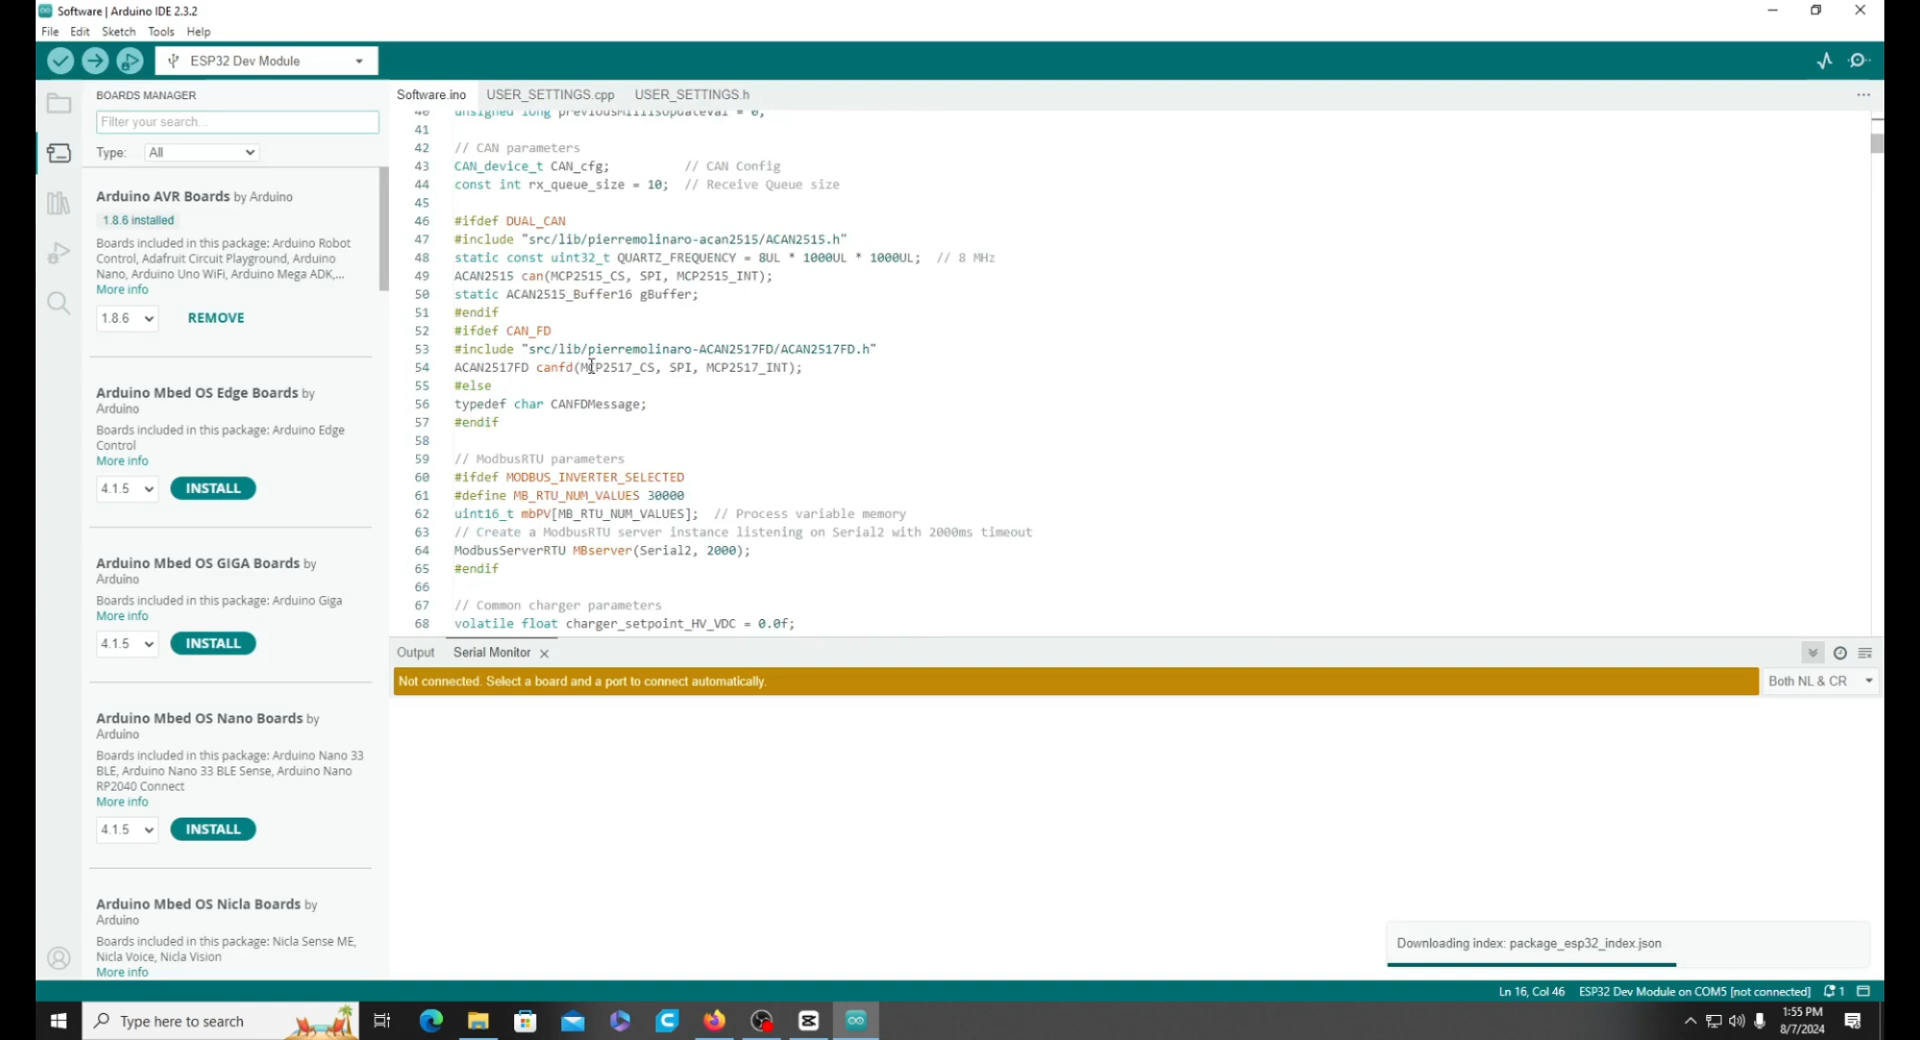 Software | Arduino IDE 2.3.2
File Edit Sketch Tools Help
ESP32 Dev Module
BOARDS MANAGER
Filter your search...
Type: All
Arduino AVR Boards by Arduino
1.8.6 installed
Boards included in this package: Arduino Robot
Control, Adafruit Circuit Playground, Arduino
Nano, Arduino Uno WiFi, Arduino Mega ADK,...
More info
1.8.6 REMOVE
Arduino Mbed OS Edge Boards by
Arduino
Boards included in this package: Arduino Edge
Control
More info
4.1.5 INSTALL
Arduino Mbed OS GIGA Boards by
Arduino
Boards included in this package: Arduino Giga
More info
4.1.5 INSTALL
Arduino Mbed OS Nano Boards by
Arduino
Boards included in this package: Arduino Nano 33
BLE, Arduino Nano 33 BLE Sense, Arduino Nano
RP2040 Connect
More info
4.1.5 INSTALL
Arduino Mbed OS Nicla Boards by
Arduino
Boards included in this package: Nicla Sense ME,
Nicla Voice, Nicla Vision
More info
Software.ino USER_SETTINGS.cpp USER_SETTINGS.h
40 unsigned long previousMillisUpdateVal = 0;
41
42 // CAN parameters
43 CAN_device_t CAN_cfg; // CAN Config
44 const int rx_queue_size = 10; // Receive Queue size
45
46 #ifdef DUAL_CAN
47 #include "src/lib/pierremolinaro-acan2515/ACAN2515.h"
48 static const uint32_t QUARTZ_FREQUENCY = 8UL * 1000UL * 1000UL; // 8 MHz
49 ACAN2515 can(MCP2515_CS, SPI, MCP2515_INT);
50 static ACAN2515_Buffer16 gBuffer;
51 #endif
52 #ifdef CAN_FD
53 #include "src/lib/pierremolinaro-ACAN2517FD/ACAN2517FD.h"
54 ACAN2517FD canfd(MCP2517_CS, SPI, MCP2517_INT);
55 #else
56 typedef char CANFDMessage;
57 #endif
58
59 // ModbusRTU parameters
60 #ifdef MODBUS_INVERTER_SELECTED
61 #define MB_RTU_NUM_VALUES 30000
62 uint16_t mbPV[MB_RTU_NUM_VALUES]; // Process variable memory
63 // Create a ModbusRTU server instance listening on Serial2 with 2000ms timeout
64 ModbusServerRTU MBserver(Serial2, 2000);
65 #endif
66
67 // Common charger parameters
68 volatile float charger_setpoint_HV_VDC = 0.0f;
Output Serial Monitor
Not connected. Select a board and a port to connect automatically.
Both NL & CR
Downloading index: package_esp32_index.json
Ln 16, Col 46 ESP32 Dev Module on COM5 [not connected] 1
Type here to search
1:55 PM
8/7/2024